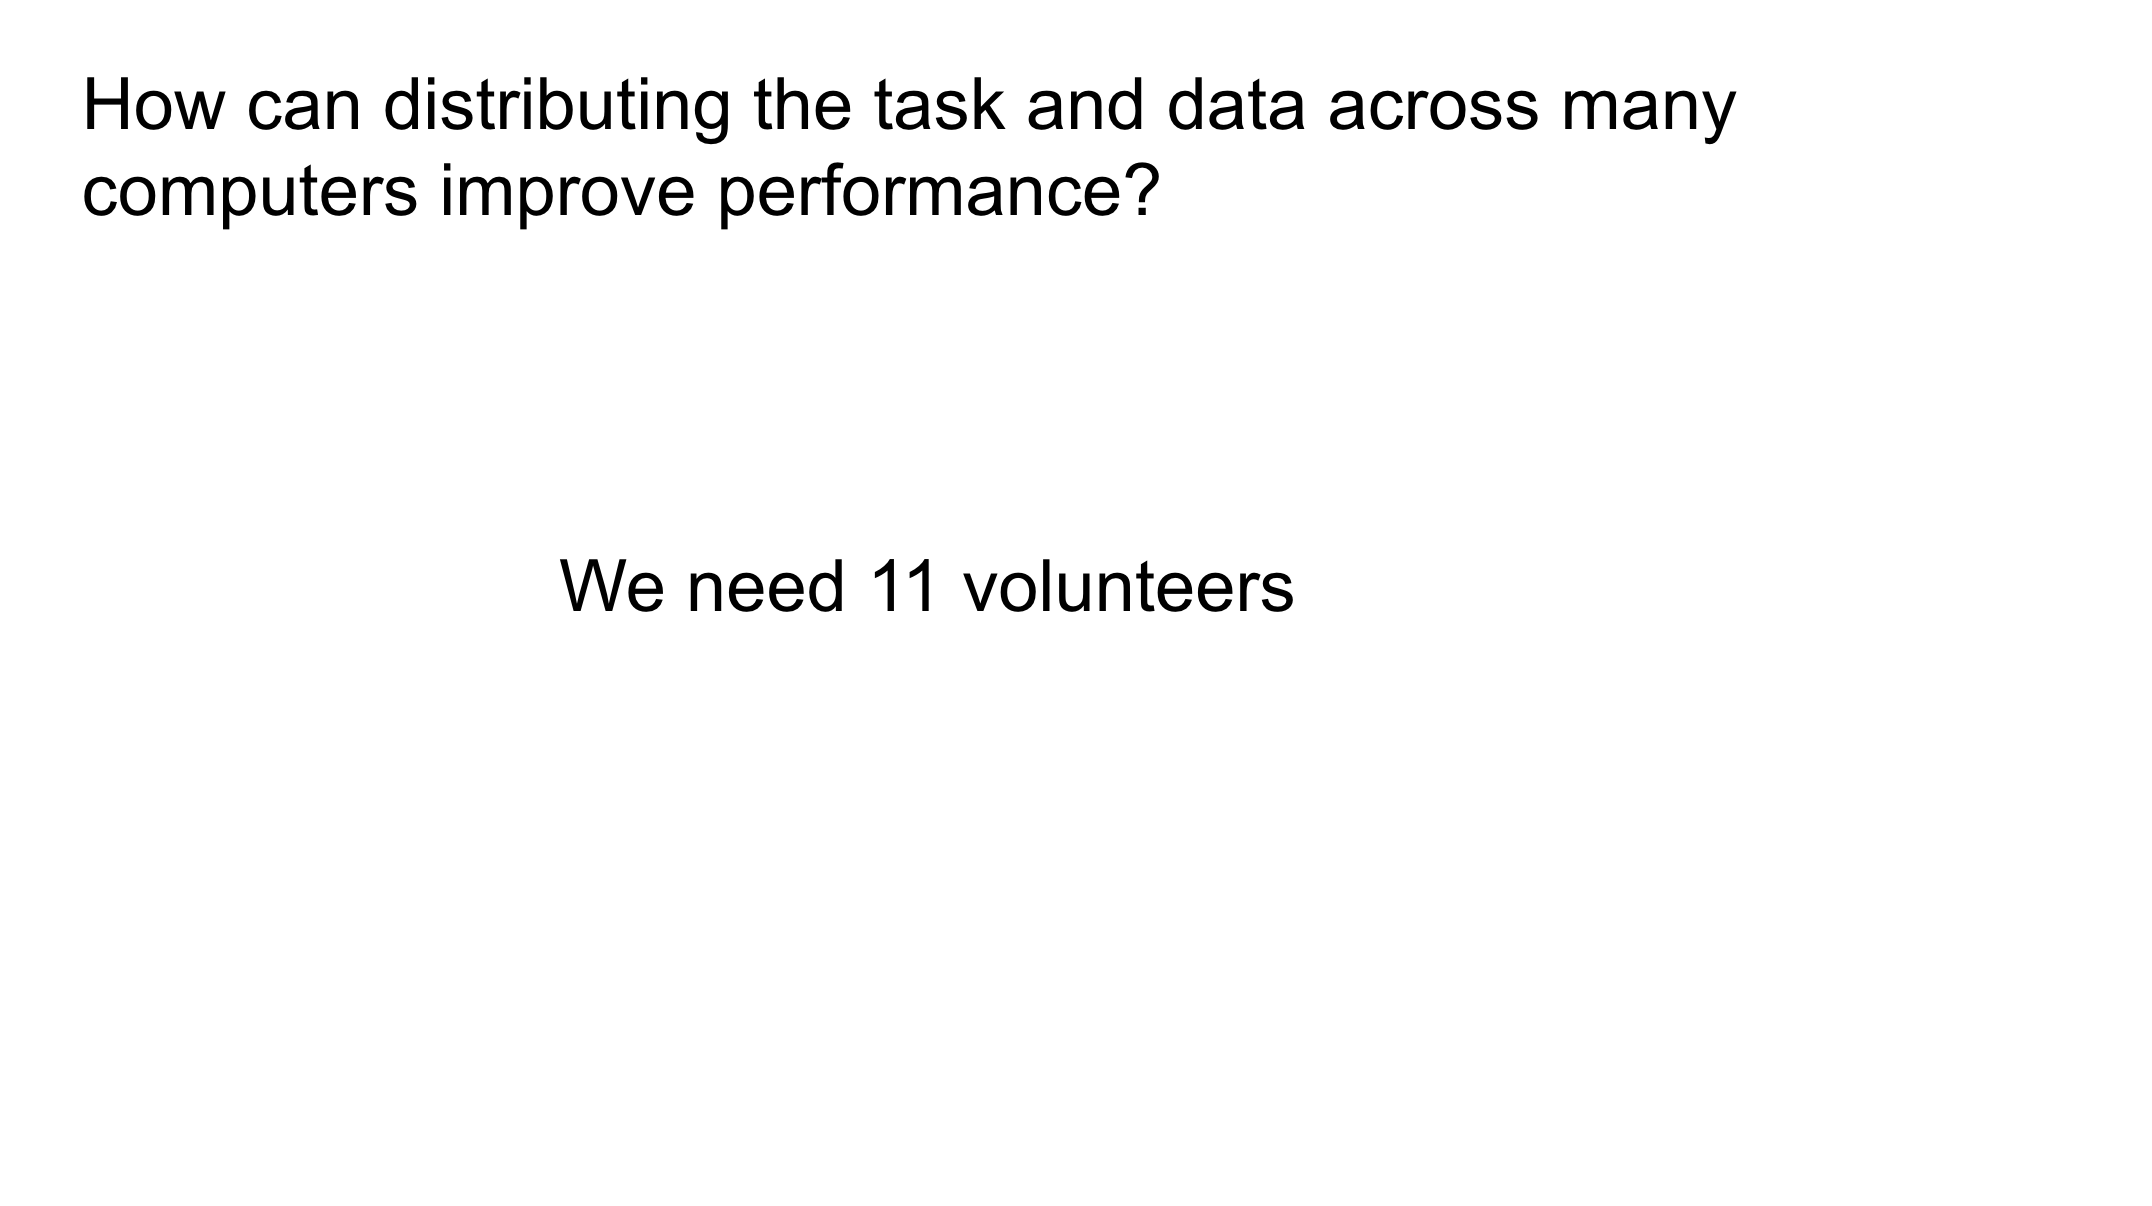 How can distributing the task and data across many
computers improve performance?
We need 11 volunteers